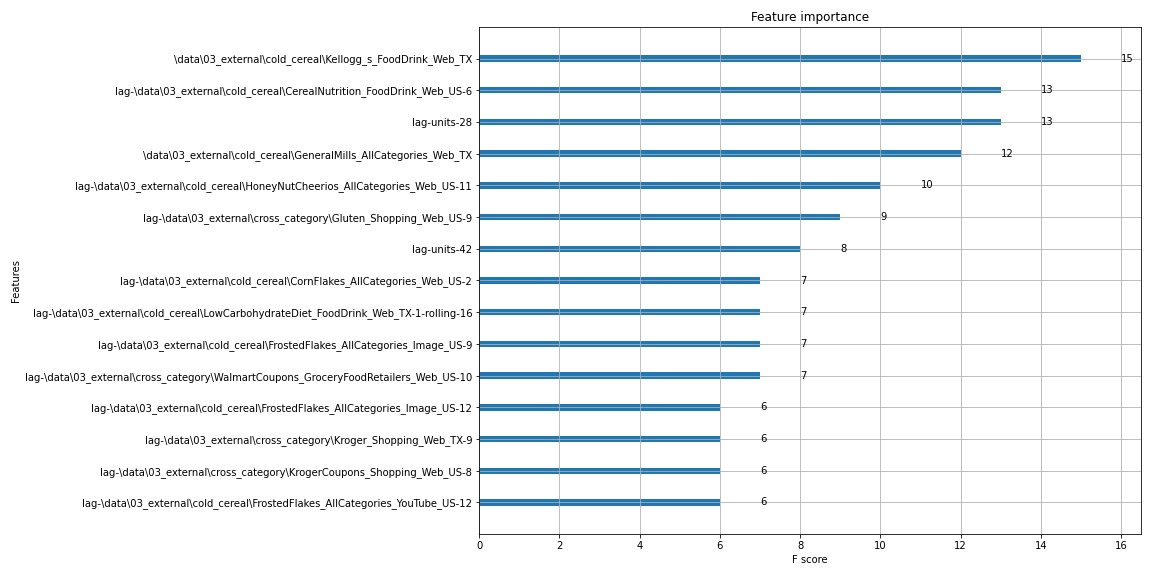 Feature importance
\data\03_external\cold_cereal\Kellogg_s_FoodDrink_Web_TX 15
lag-\data\03_external\cold_cereal\CerealNutrition_FoodDrink_Web_US-6 13
lag-units-28 13
\data\03_external\cold_cereal\GeneralMills_AllCategories_Web_TX 12
lag-\data\03_external\cold_cereal\HoneyNutCheerios_AllCategories_Web_US-11 10
lag-\data\03_external\cross_category\Gluten_Shopping_Web_US-9 9
lag-units-42 8
lag-\data\03_external\cold_cereal\CornFlakes_AllCategories_Web_US-2 7
lag-\data\03_external\cold_cereal\LowCarbohydrateDiet_FoodDrink_Web_TX-1-rolling-16 7
lag-\data\03_external\cold_cereal\FrostedFlakes_AllCategories_Image_US-9 7
lag-\data\03_external\cross_category\WalmartCoupons_GroceryFoodRetailers_Web_US-10 7
lag-\data\03_external\cold_cereal\FrostedFlakes_AllCategories_Image_US-12 6
lag-\data\03_external\cross_category\Kroger_Shopping_Web_TX-9 6
lag-\data\03_external\cross_category\KrogerCoupons_Shopping_Web_US-8 6
lag-\data\03_external\cold_cereal\FrostedFlakes_AllCategories_YouTube_US-12 6
Features
0 2 4 6 8 10 12 14 16
F score